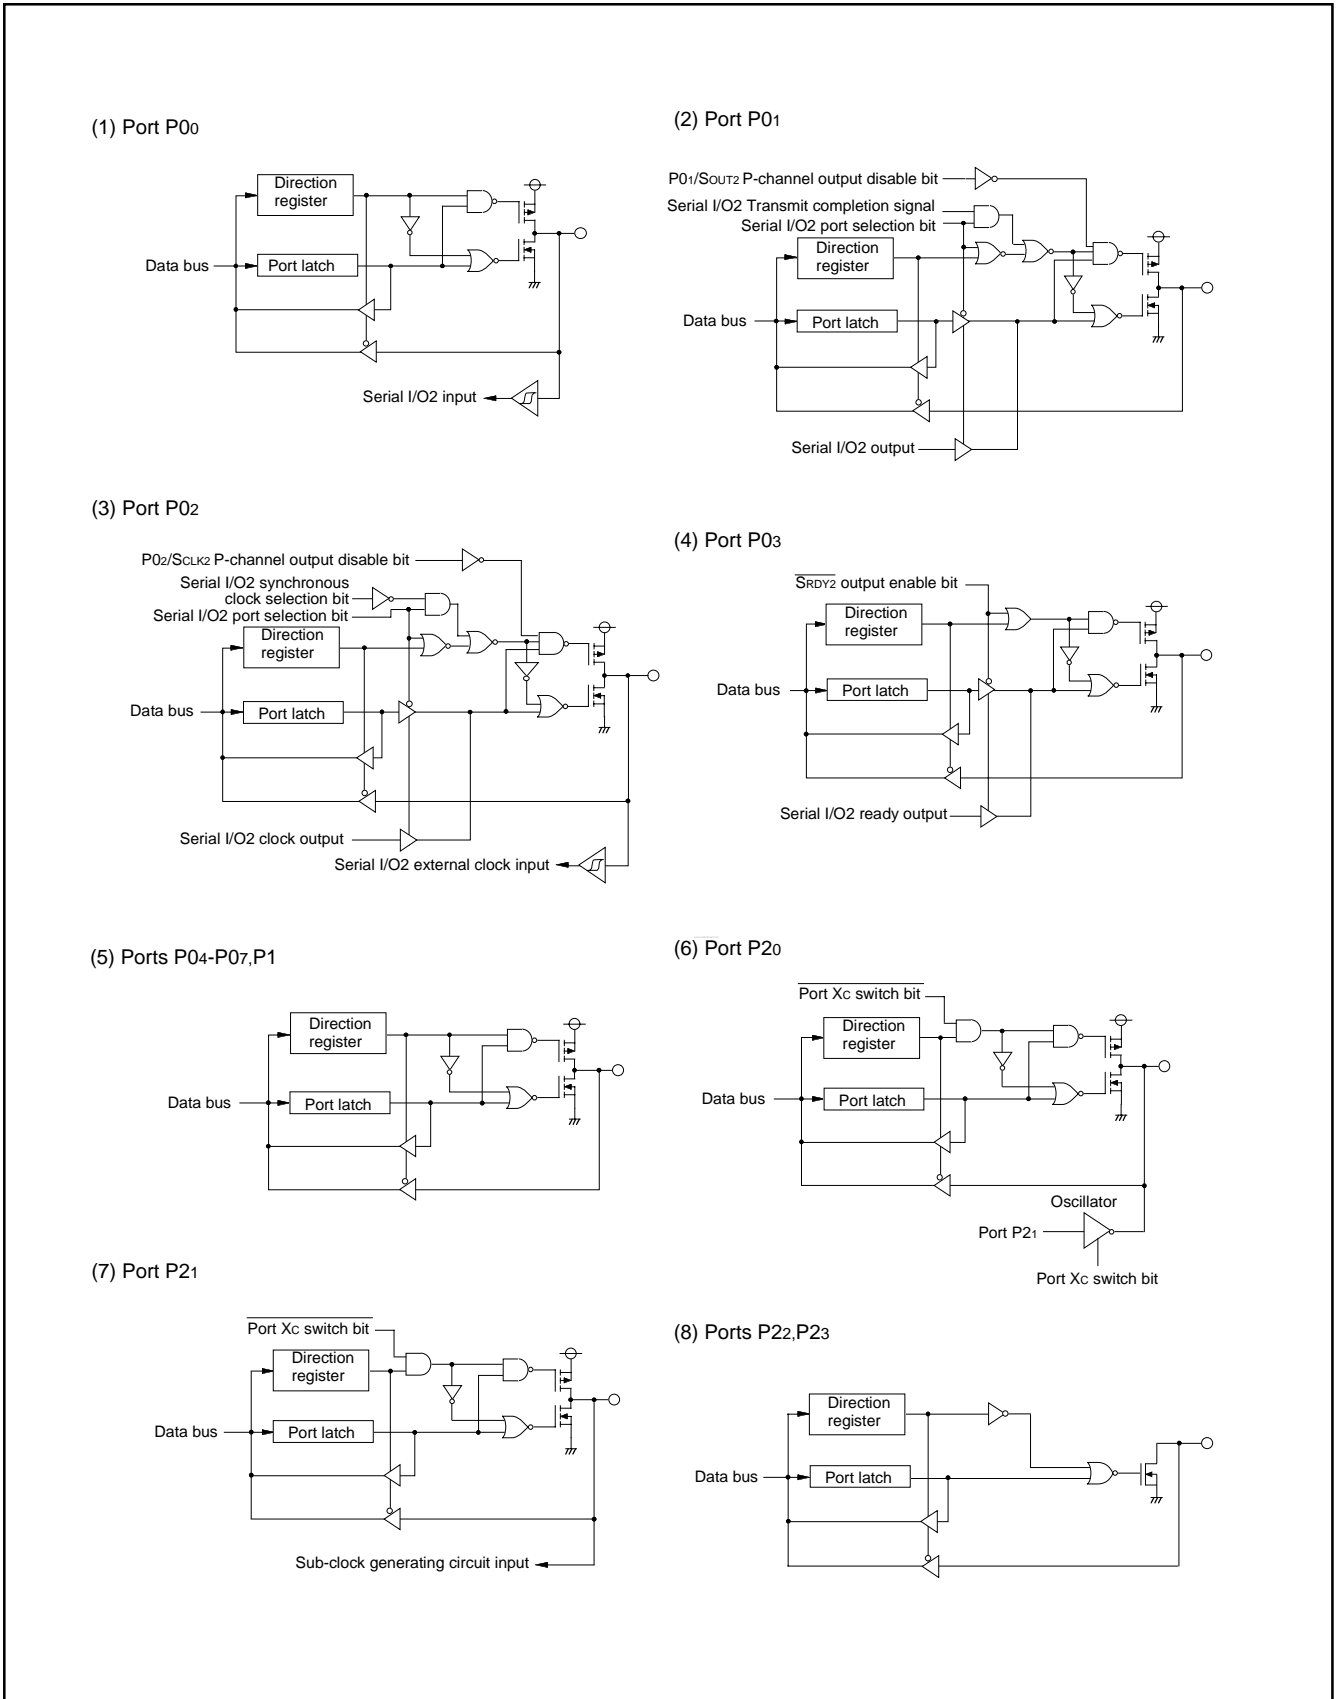 (1) Port P00
Direction
register
Data bus
Port latch
Serial I/O2 input
(2) Port P01
P01/SOUT2 P-channel output disable bit
Serial I/O2 Transmit completion signal
Serial I/O2 port selection bit
Direction
register
Data bus
Port latch
Serial I/O2 output
(3) Port P02
P02/SCLK2 P-channel output disable bit
Serial I/O2 synchronous
clock selection bit
Serial I/O2 port selection bit
Direction
register
Data bus
Port latch
Serial I/O2 clock output
Serial I/O2 external clock input
(4) Port P03
SRDY2 output enable bit
Direction
register
Data bus
Port latch
Serial I/O2 ready output
(5) Ports P04-P07,P1
Direction
register
Data bus
Port latch
(6) Port P20
Port XC switch bit
Direction
register
Data bus
Port latch
Oscillator
Port P21
Port XC switch bit
(7) Port P21
Port XC switch bit
Direction
register
Data bus
Port latch
Sub-clock generating circuit input
(8) Ports P22,P23
Direction
register
Data bus
Port latch